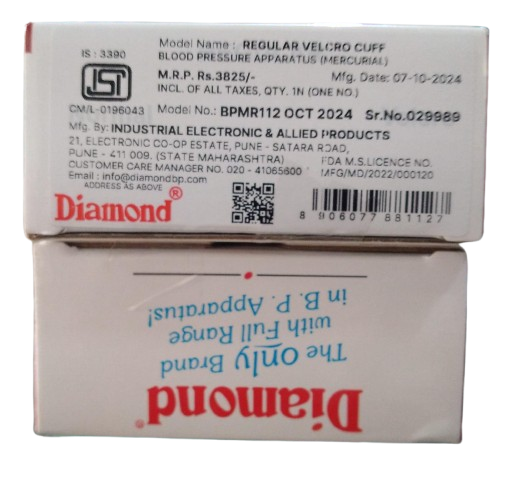 IS : 3390
Model Name : REGULAR VELCRO CUFF
BLOOD PRESSURE APPARATUS (MERCURIAL)
M.R.P. Rs.3825/- Mfg. Date: 07-10-2024
INCL. OF ALL TAXES, QTY. 1N (ONE NO.)
ISI
CM/L-0196043 Model No.: BPMR112 OCT 2024 Sr.No.029989
Mfg. By: INDUSTRIAL ELECTRONIC & ALLIED PRODUCTS
21, ELECTRONIC CO-OP ESTATE, PUNE - SATARA ROAD,
PUNE - 411 009. (STATE MAHARASHTRA) FDA M.S.LICENCE NO.
CUSTOMER CARE MANAGER NO. 020 - 41065600 MFG/MD/2022/000120
Email : info@diamondbp.com
ADDRESS AS ABOVE
Diamond®
8 906077 881127
Diamond®
The only Brand
with Full Range
in B. P. Apparatus!